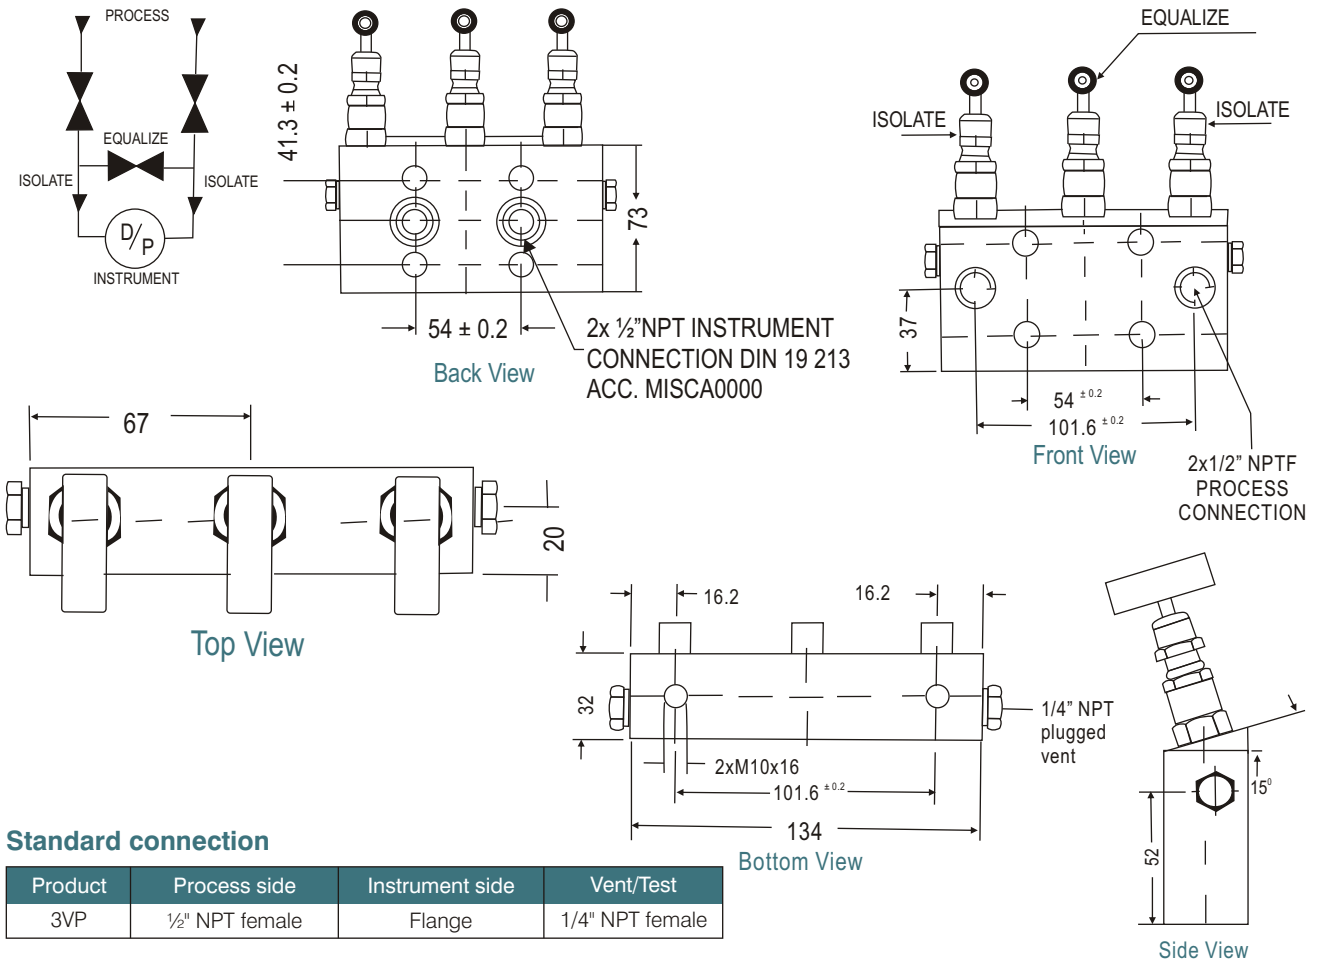 PROCESS
EQUALIZE
ISOLATE
ISOLATE
D/P
INSTRUMENT
41.3 ± 0.2
73
54 ± 0.2
2x ½”NPT INSTRUMENT
CONNECTION DIN 19 213
ACC. MISCA0000
Back View
EQUALIZE
ISOLATE
ISOLATE
37
54 ± 0.2
101.6 ± 0.2
Front View
2x1/2” NPTF
PROCESS
CONNECTION
67
20
Top View
16.2
16.2
32
1/4” NPT
plugged
vent
2xM10x16
101.6 ± 0.2
134
Bottom View
15⁰
52
Side View
Standard connection
Product Process side Instrument side Vent/Test
3VP ½" NPT female Flange 1/4" NPT female